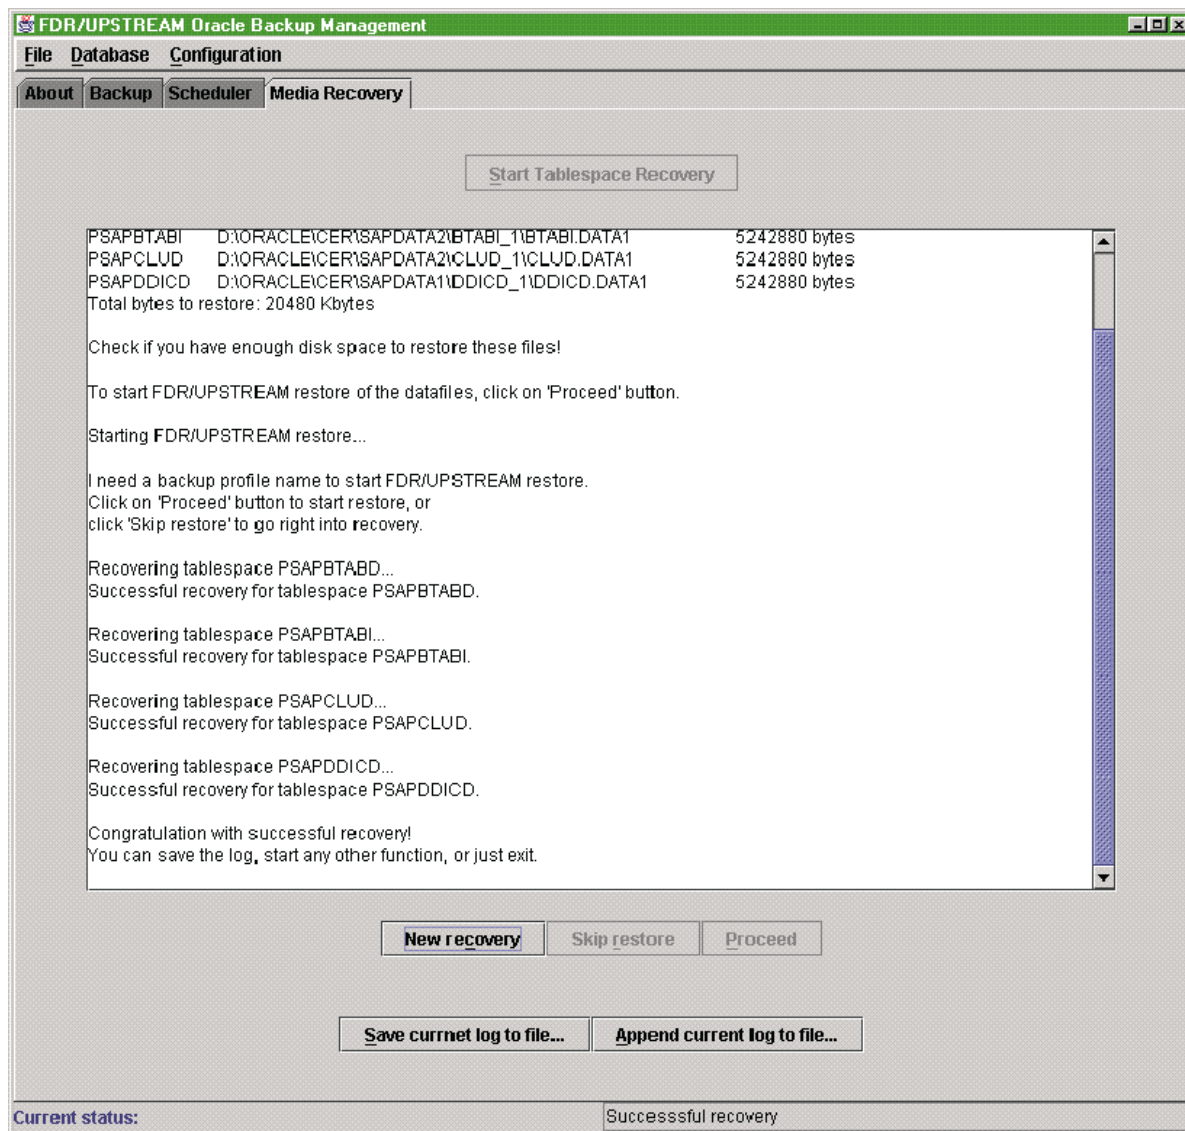 FDR/UPSTREAM Oracle Backup Management
File Database Configuration
About Backup Scheduler Media Recovery
Start Tablespace Recovery
PSAPBTABI D:\ORACLE\CER\SAPDATA2\BTABI_1\BTABI.DATA1 5242880 bytes
PSAPCLUD D:\ORACLE\CER\SAPDATA2\CLUD_1\CLUD.DATA1 5242880 bytes
PSAPDDICD D:\ORACLE\CER\SAPDATA1\DDICD_1\DDICD.DATA1 5242880 bytes
Total bytes to restore: 20480 Kbytes
Check if you have enough disk space to restore these files!
To start FDR/UPSTREAM restore of the datafiles, click on 'Proceed' button.
Starting FDR/UPSTREAM restore...
I need a backup profile name to start FDR/UPSTREAM restore.
Click on 'Proceed' button to start restore, or
click 'Skip restore' to go right into recovery.
Recovering tablespace PSAPBTABD...
Successful recovery for tablespace PSAPBTABD.
Recovering tablespace PSAPBTABI...
Successful recovery for tablespace PSAPBTABI.
Recovering tablespace PSAPCLUD...
Successful recovery for tablespace PSAPCLUD.
Recovering tablespace PSAPDDICD...
Successful recovery for tablespace PSAPDDICD.
Congratulation with successful recovery!
You can save the log, start any other function, or just exit.
New recovery Skip restore Proceed
Save currnet log to file... Append current log to file...
Current status: Successsful recovery